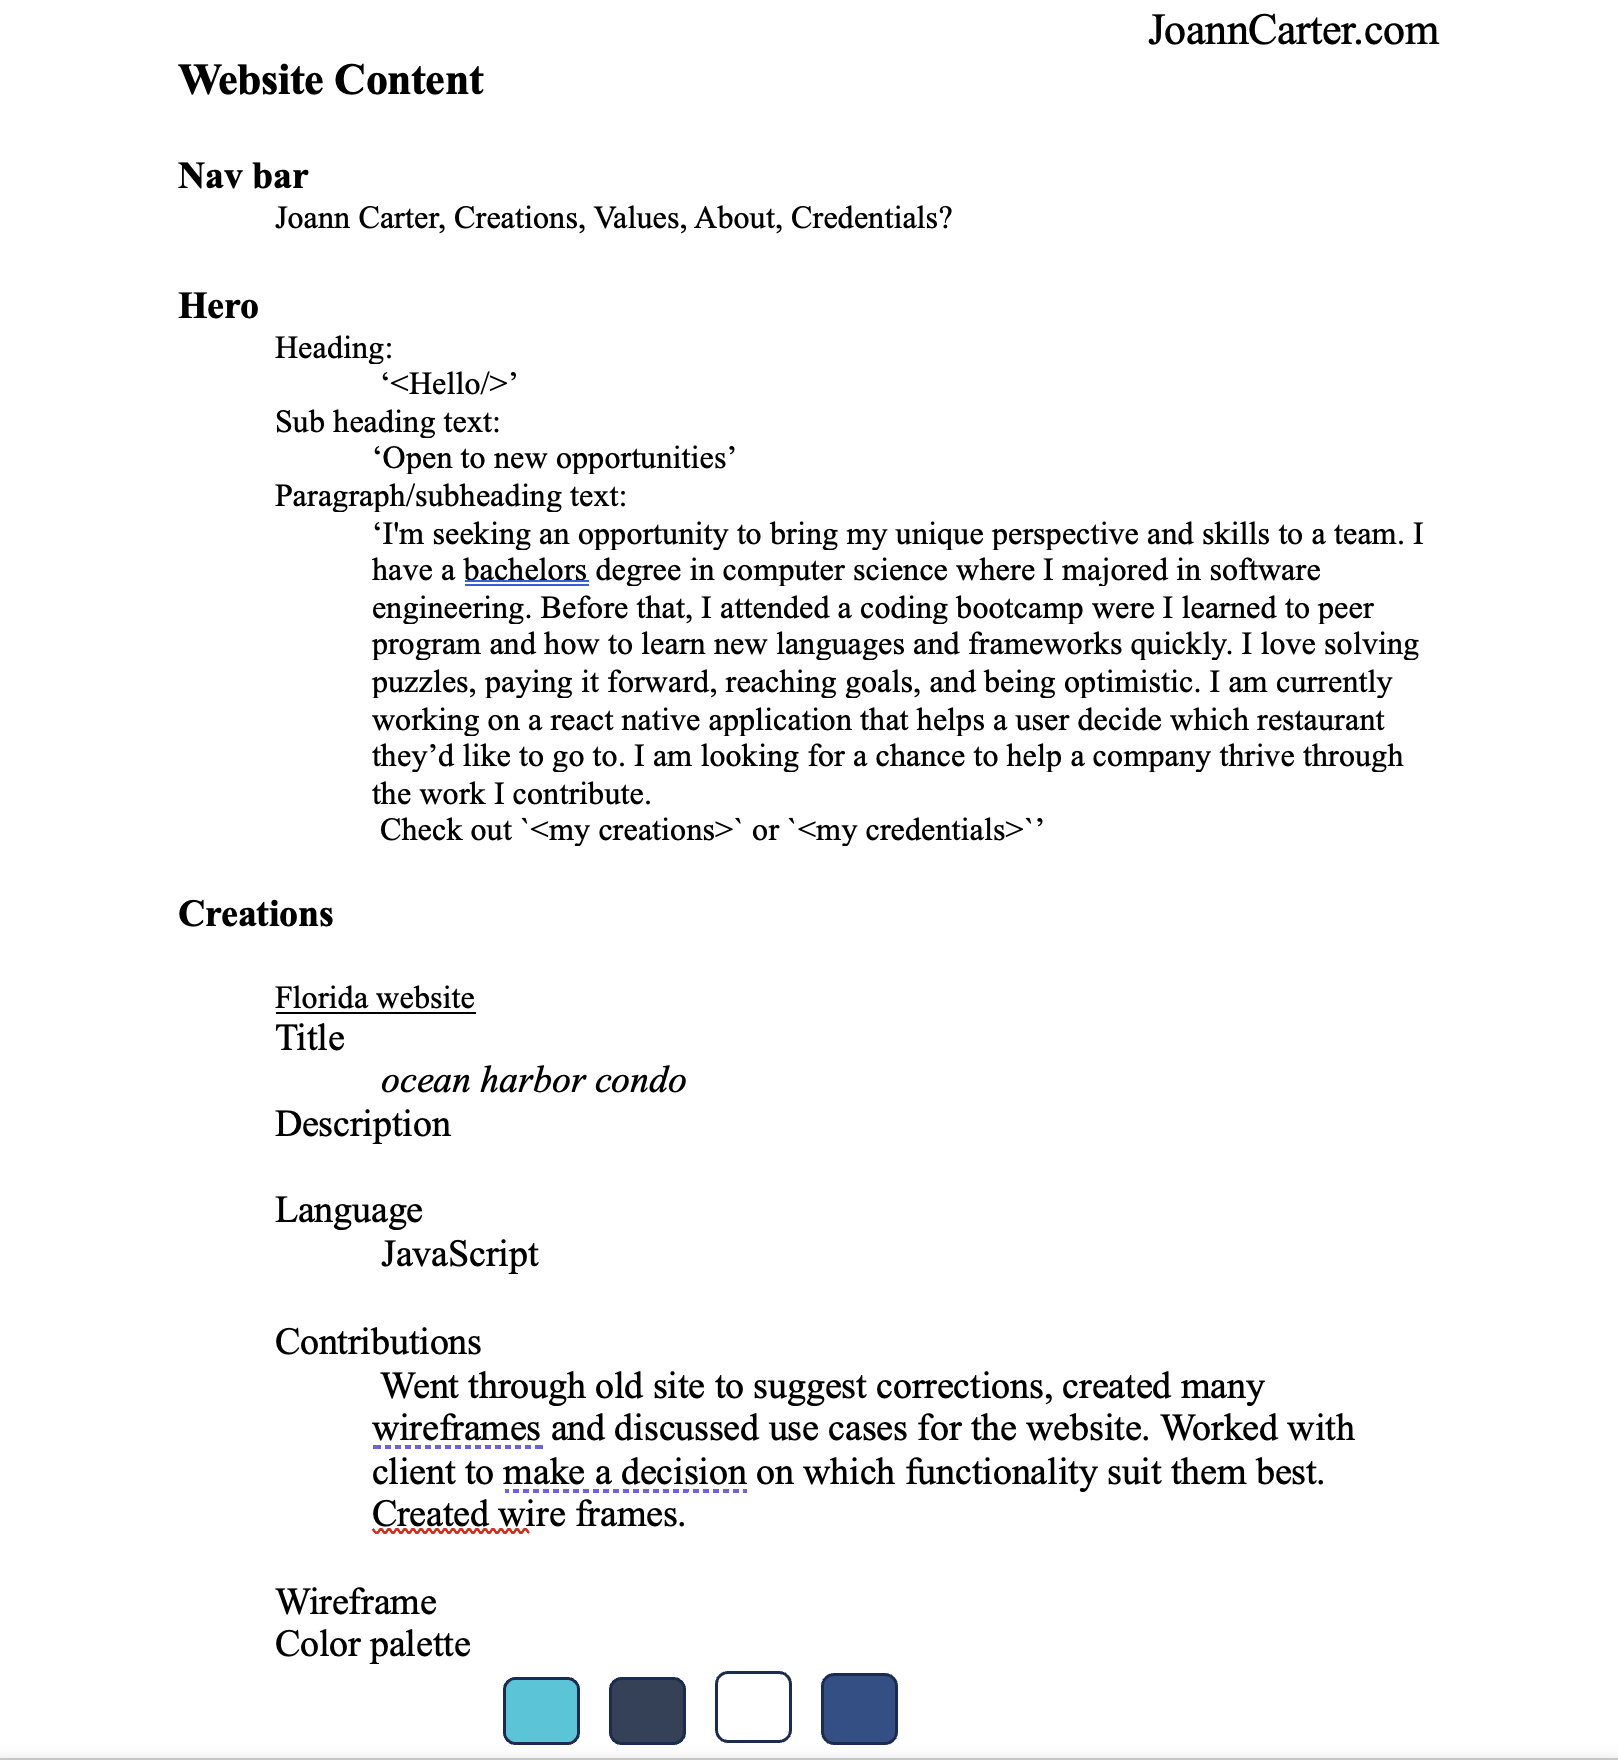 JoannCarter.com
Website Content
Nav bar
Joann Carter, Creations, Values, About, Credentials?
Hero
Heading:
‘<Hello/>’
Sub heading text:
‘Open to new opportunities’
Paragraph/subheading text:
‘I'm seeking an opportunity to bring my unique perspective and skills to a team. I
have a bachelors degree in computer science where I majored in software
engineering. Before that, I attended a coding bootcamp were I learned to peer
program and how to learn new languages and frameworks quickly. I love solving
puzzles, paying it forward, reaching goals, and being optimistic. I am currently
working on a react native application that helps a user decide which restaurant
they’d like to go to. I am looking for a chance to help a company thrive through
the work I contribute.
Check out `<my creations>` or `<my credentials>`’
Creations
Florida website
Title
ocean harbor condo
Description
Language
JavaScript
Contributions
Went through old site to suggest corrections, created many
wireframes and discussed use cases for the website. Worked with
client to make a decision on which functionality suit them best.
Created wire frames.
Wireframe
Color palette